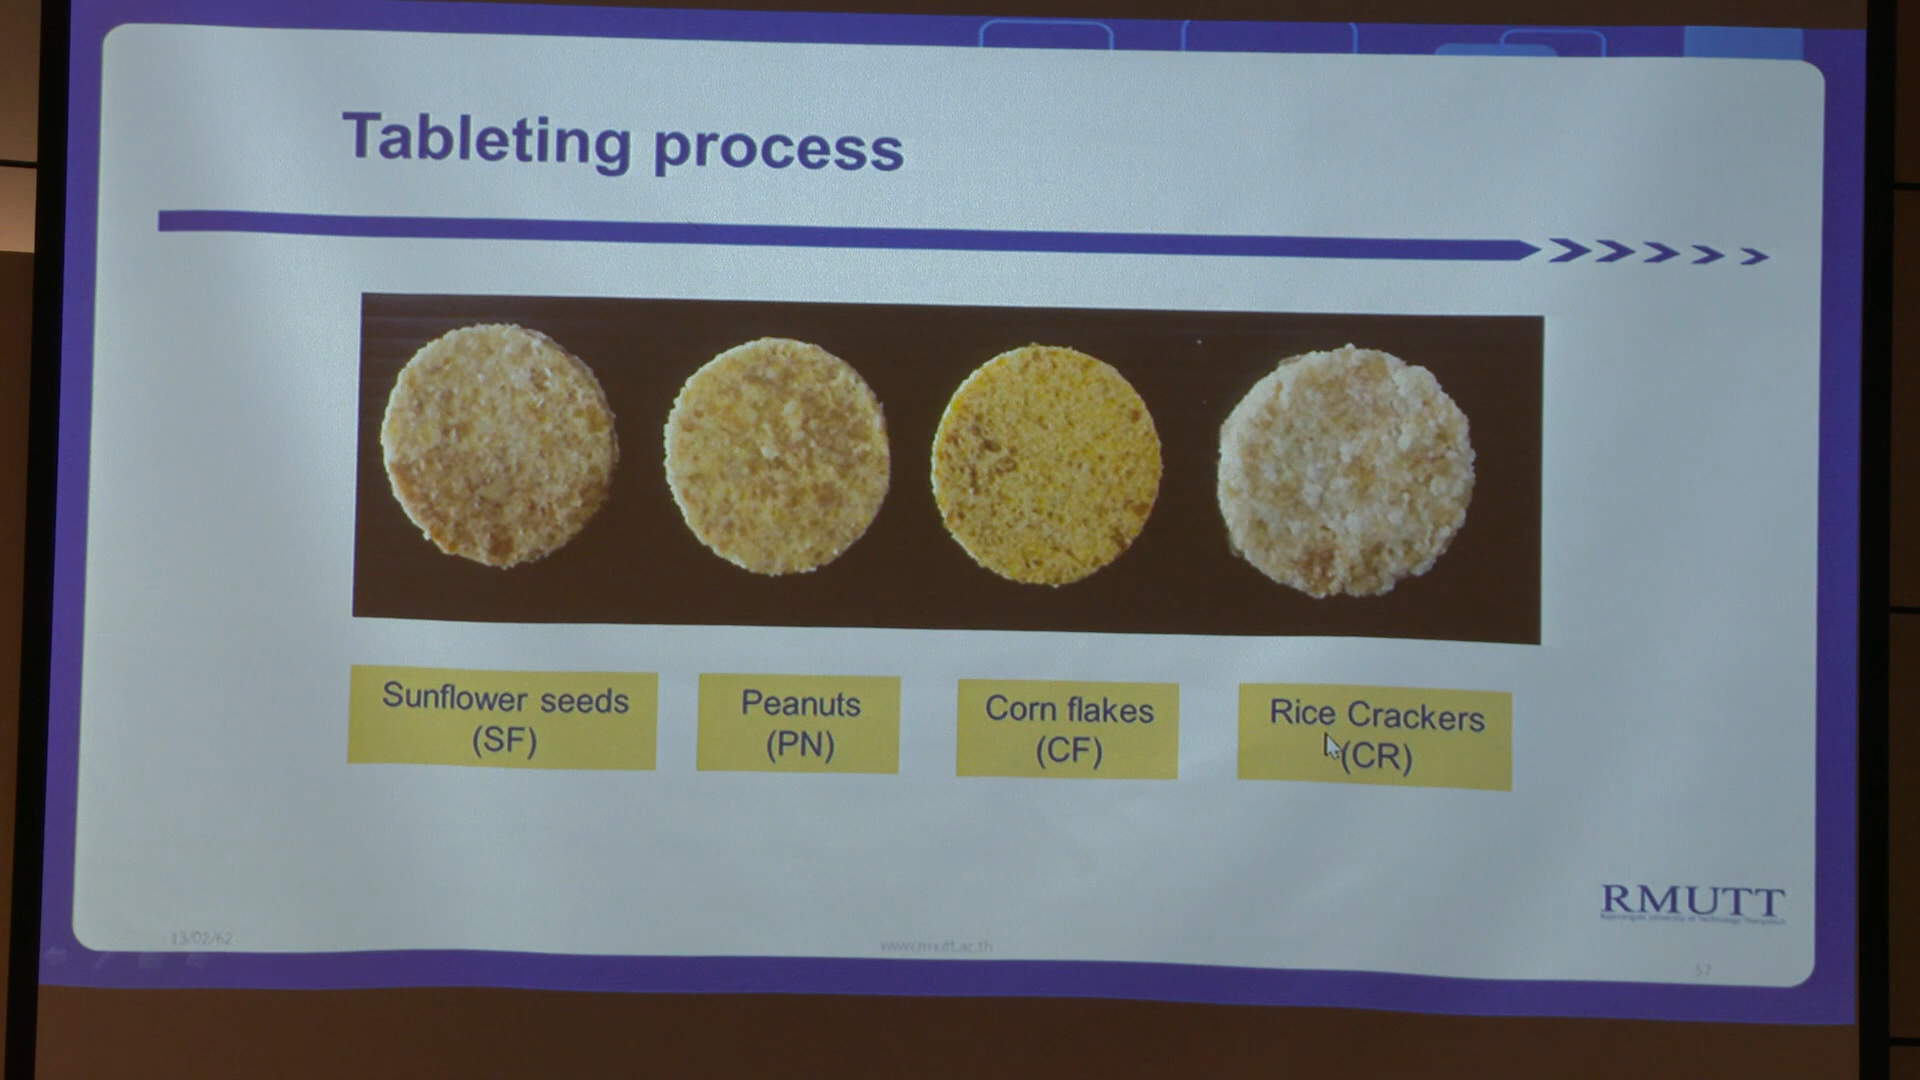 Tableting process
Sunflower seeds
(SF)
Peanuts
(PN)
Corn flakes
(CF)
Rice Crackers
(CR)
RMUTT
13/02/62
www.rmutt.ac.th
57